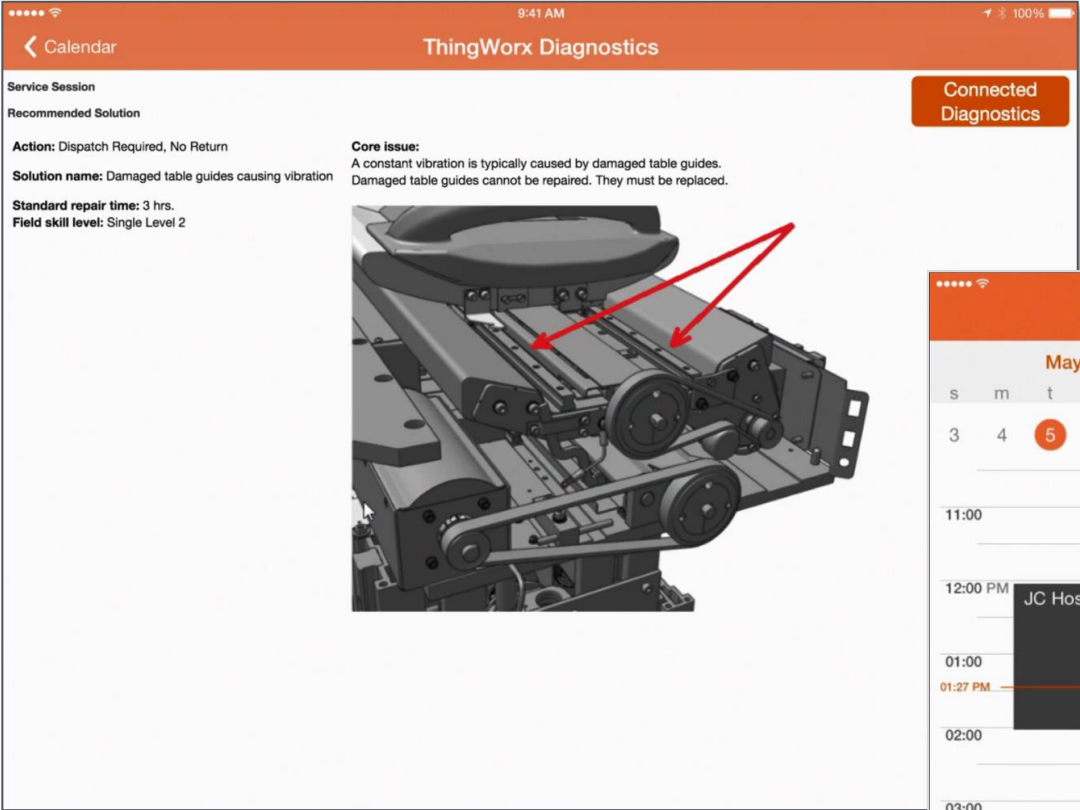 9:41 AM
100%
Calendar
ThingWorx Diagnostics
Service Session
Connected
Diagnostics
Recommended Solution
Action: Dispatch Required, No Return
Solution name: Damaged table guides causing vibration
Standard repair time: 3 hrs.
Field skill level: Single Level 2
Core issue:
A constant vibration is typically caused by damaged table guides.
Damaged table guides cannot be repaired. They must be replaced.
May
s m t
3 4 5
11:00
12:00 PM
JC Hos
01:00
01:27 PM
02:00
03:00